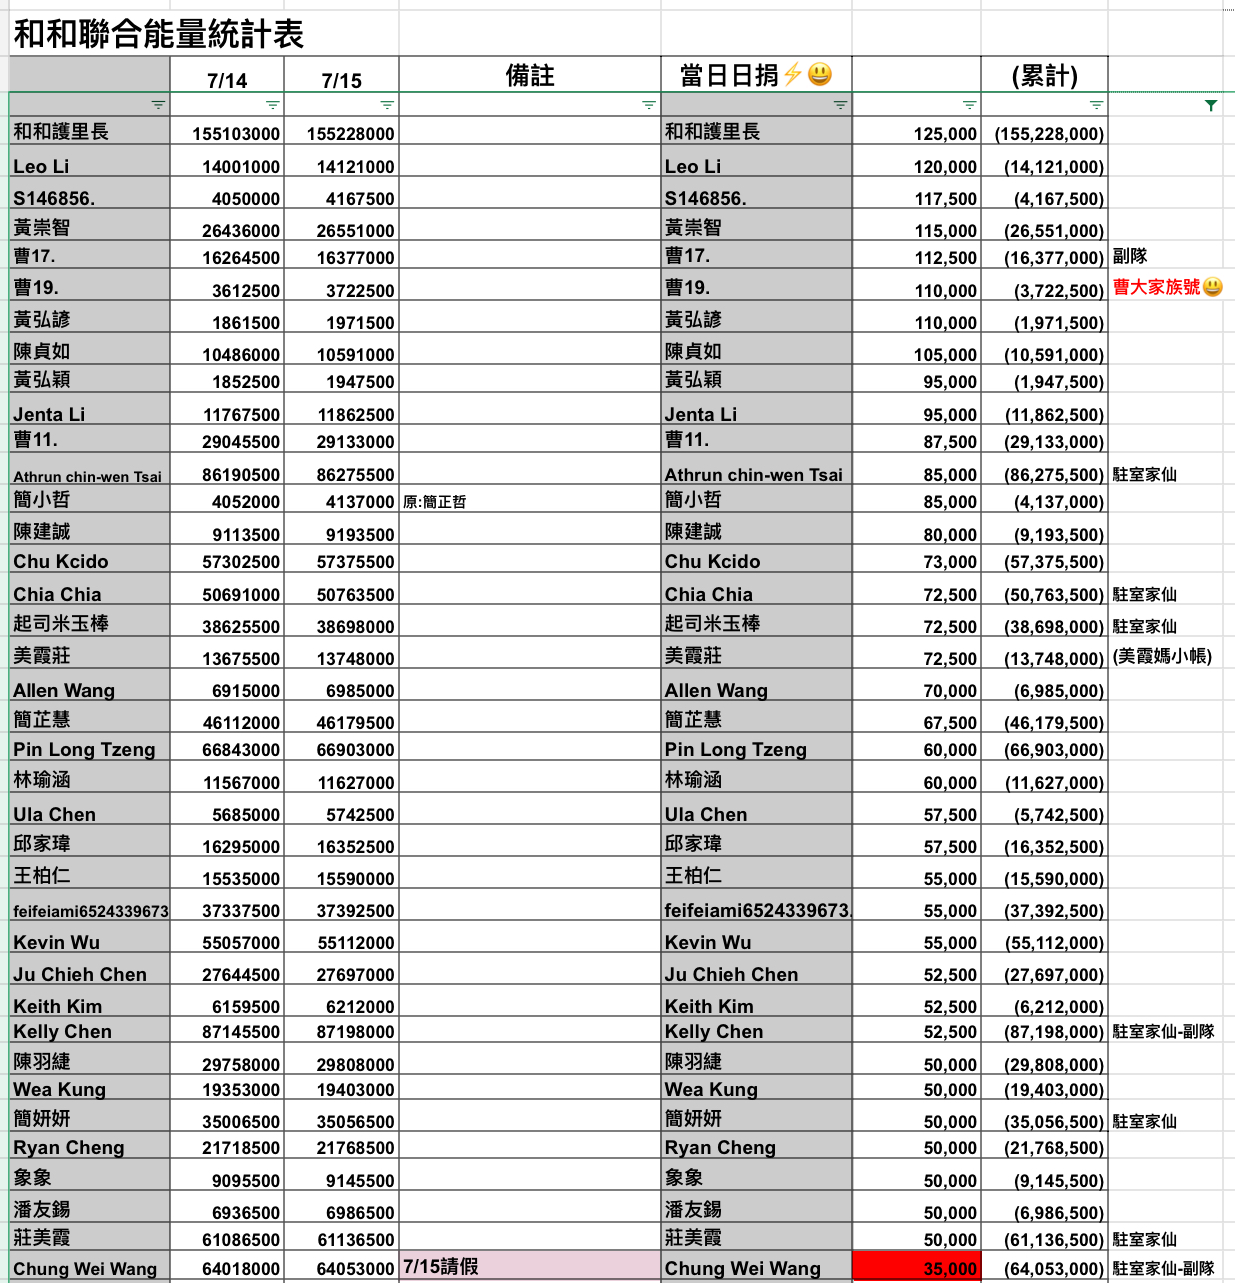 和和聯合能量統計表
7/14 7/15 備註 當日日捐⚡😃 (累計)
和和護里長 155103000 155228000 和和護里長 125,000 (155,228,000)
Leo Li 14001000 14121000 Leo Li 120,000 (14,121,000)
S146856. 4050000 4167500 S146856. 117,500 (4,167,500)
黃崇智 26436000 26551000 黃崇智 115,000 (26,551,000)
曹17. 16264500 16377000 曹17. 112,500 (16,377,000) 副隊
曹19. 3612500 3722500 曹19. 110,000 (3,722,500) 曹大家族號😃
黃弘諺 1861500 1971500 黃弘諺 110,000 (1,971,500)
陳貞如 10486000 10591000 陳貞如 105,000 (10,591,000)
黃弘穎 1852500 1947500 黃弘穎 95,000 (1,947,500)
Jenta Li 11767500 11862500 Jenta Li 95,000 (11,862,500)
曹11. 29045500 29133000 曹11. 87,500 (29,133,000)
Athrun chin-wen Tsai 86190500 86275500 Athrun chin-wen Tsai 85,000 (86,275,500) 駐室家仙
簡小哲 4052000 4137000 原:簡正哲 簡小哲 85,000 (4,137,000)
陳建誠 9113500 9193500 陳建誠 80,000 (9,193,500)
Chu Kcido 57302500 57375500 Chu Kcido 73,000 (57,375,500)
Chia Chia 50691000 50763500 Chia Chia 72,500 (50,763,500) 駐室家仙
起司米玉棒 38625500 38698000 起司米玉棒 72,500 (38,698,000) 駐室家仙
美霞莊 13675500 13748000 美霞莊 72,500 (13,748,000) (美霞媽小帳)
Allen Wang 6915000 6985000 Allen Wang 70,000 (6,985,000)
簡芷慧 46112000 46179500 簡芷慧 67,500 (46,179,500)
Pin Long Tzeng 66843000 66903000 Pin Long Tzeng 60,000 (66,903,000)
林瑜涵 11567000 11627000 林瑜涵 60,000 (11,627,000)
Ula Chen 5685000 5742500 Ula Chen 57,500 (5,742,500)
邱家瑋 16295000 16352500 邱家瑋 57,500 (16,352,500)
王柏仁 15535000 15590000 王柏仁 55,000 (15,590,000)
feifeiami6524339673 37337500 37392500 feifeiami6524339673. 55,000 (37,392,500)
Kevin Wu 55057000 55112000 Kevin Wu 55,000 (55,112,000)
Ju Chieh Chen 27644500 27697000 Ju Chieh Chen 52,500 (27,697,000)
Keith Kim 6159500 6212000 Keith Kim 52,500 (6,212,000)
Kelly Chen 87145500 87198000 Kelly Chen 52,500 (87,198,000) 駐室家仙-副隊
陳羽緁 29758000 29808000 陳羽緁 50,000 (29,808,000)
Wea Kung 19353000 19403000 Wea Kung 50,000 (19,403,000)
簡妍妍 35006500 35056500 簡妍妍 50,000 (35,056,500) 駐室家仙
Ryan Cheng 21718500 21768500 Ryan Cheng 50,000 (21,768,500)
象象 9095500 9145500 象象 50,000 (9,145,500)
潘友錫 6936500 6986500 潘友錫 50,000 (6,986,500)
莊美霞 61086500 61136500 莊美霞 50,000 (61,136,500) 駐室家仙
Chung Wei Wang 64018000 64053000 7/15請假 Chung Wei Wang 35,000 (64,053,000) 駐室家仙-副隊